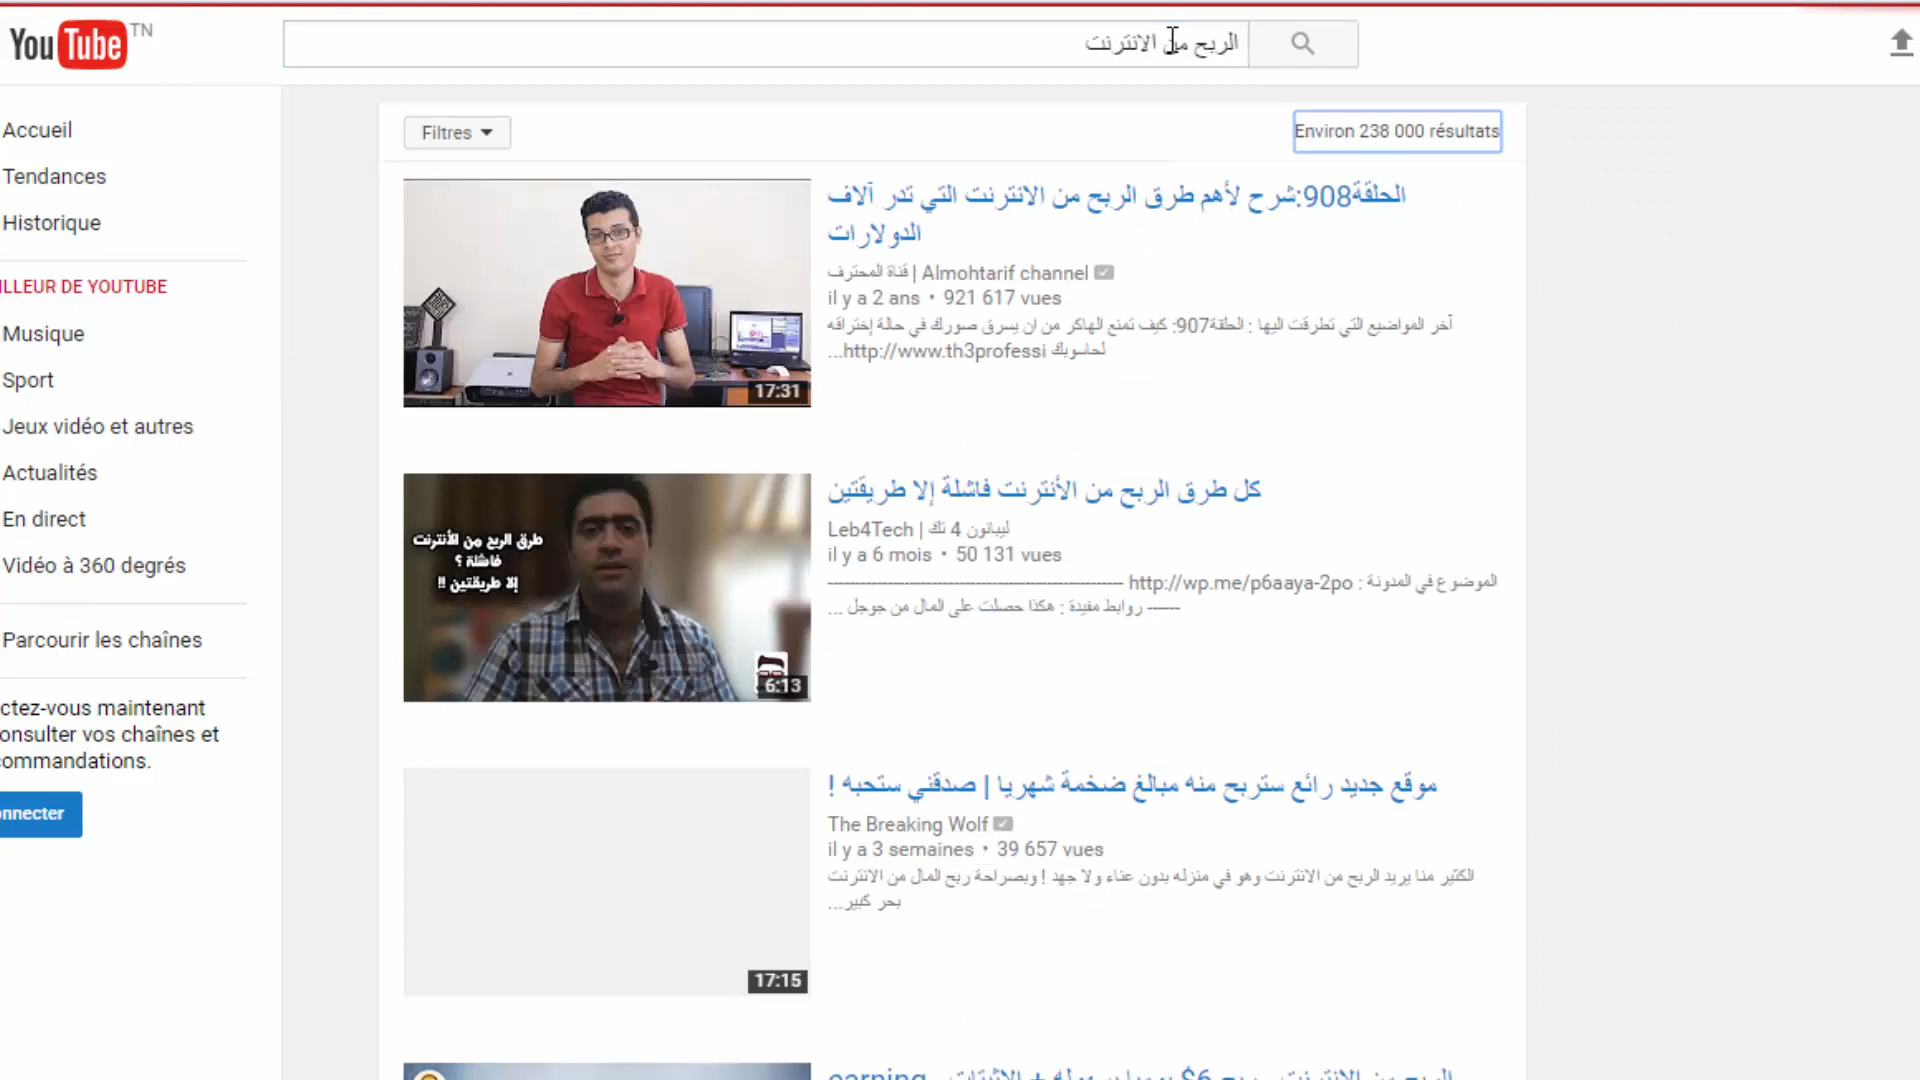 YouTube TN
الربح من الانترنت
Accueil
Tendances
Historique
ILLEUR DE YOUTUBE
Musique
Sport
Jeux vidéo et autres
Actualités
En direct
Vidéo à 360 degrés
Parcourir les chaînes
ctez-vous maintenant
onsulter vos chaînes et
ommandations.
onnecter
Filtres
Environ 238 000 résultats
17:31
الحلقة908:شرح لأهم طرق الربح من الانترنت التي تدر آلاف
الدولارات
قناة المحترف | Almohtarif channel
il y a 2 ans • 921 617 vues
أخر المواضيع التي تطرقت اليها : الحلقة907: كيف تمنع الهاكر من ان يسرق صورك في حالة إختراقه
لحاسوبك http://www.th3professi...
طرق الربح من الأنترنت
فاشلة ؟
إلا طريقتين !!
6:13
كل طرق الربح من الأنترنت فاشلة إلا طريقتين
Leb4Tech | ليبانون 4 تك
il y a 6 mois • 50 131 vues
الموضوع في المدونة : http://wp.me/p6aaya-2po ----------------------------------------
------ روابط مفيدة : هكذا حصلت على المال من جوجل ...
17:15
موقع جديد رائع ستربح منه مبالغ ضخمة شهريا | صدقني ستحبه !
The Breaking Wolf
il y a 3 semaines • 39 657 vues
الكثير منا يريد الربح من الانترنت وهو في منزله بدون عناء ولا جهد ! وبصراحة ربح المال من الانترنت
بحر كبير...